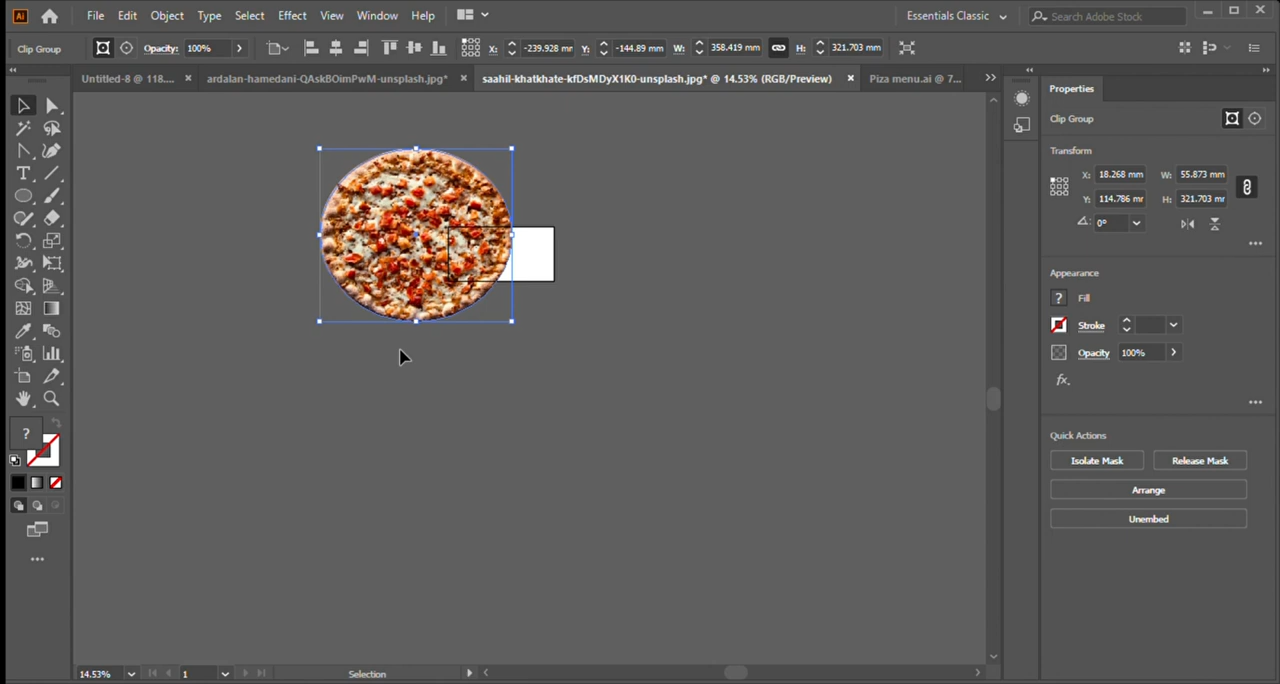 Ai File Edit Object Type Select Effect View Window Help Essentials Classic Search Adobe Stock
Clip Group Opacity: 100% X: -239.928 mm Y: -144.89 mm W: 358.419 mm H: 321.703 mm
Untitled-8 @ 118.... ardalan-hamedani-QAskBOimPwM-unsplash.jpg* saahil-khatkhate-kfDsMDyX1K0-unsplash.jpg* @ 14.53% (RGB/Preview) Piza menu.ai @ 7...
Properties
Clip Group
Transform
X: 18.268 mm W: 55.873 mm
Y: 114.786 mr H: 321.703 mr
0°
Appearance
? Fill
Stroke
Opacity 100%
fx.
Quick Actions
Isolate Mask Release Mask
Arrange
Unembed
?
14.53% 1 Selection